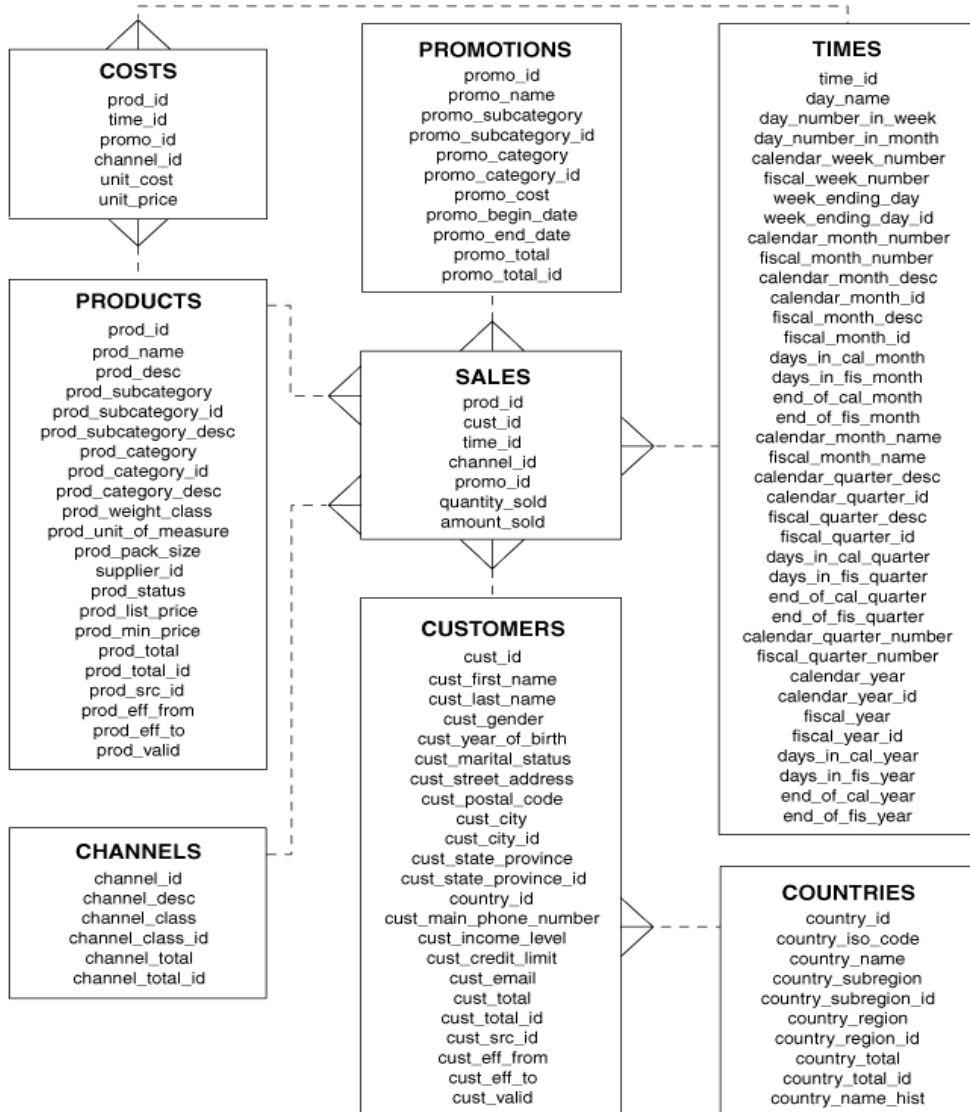 COSTS
prod_id
time_id
promo_id
channel_id
unit_cost
unit_price
PROMOTIONS
promo_id
promo_name
promo_subcategory
promo_subcategory_id
promo_category
promo_category_id
promo_cost
promo_begin_date
promo_end_date
promo_total
promo_total_id
TIMES
time_id
day_name
day_number_in_week
day_number_in_month
calendar_week_number
fiscal_week_number
week_ending_day
week_ending_day_id
calendar_month_number
fiscal_month_number
calendar_month_desc
calendar_month_id
fiscal_month_desc
fiscal_month_id
days_in_cal_month
days_in_fis_month
end_of_cal_month
end_of_fis_month
calendar_month_name
fiscal_month_name
calendar_quarter_desc
calendar_quarter_id
fiscal_quarter_desc
fiscal_quarter_id
days_in_cal_quarter
days_in_fis_quarter
end_of_cal_quarter
end_of_fis_quarter
calendar_quarter_number
fiscal_quarter_number
calendar_year
calendar_year_id
fiscal_year
fiscal_year_id
days_in_cal_year
days_in_fis_year
end_of_cal_year
end_of_fis_year
PRODUCTS
prod_id
prod_name
prod_desc
prod_subcategory
prod_subcategory_id
prod_subcategory_desc
prod_category
prod_category_id
prod_category_desc
prod_weight_class
prod_unit_of_measure
prod_pack_size
supplier_id
prod_status
prod_list_price
prod_min_price
prod_total
prod_total_id
prod_src_id
prod_eff_from
prod_eff_to
prod_valid
SALES
prod_id
cust_id
time_id
channel_id
promo_id
quantity_sold
amount_sold
CUSTOMERS
cust_id
cust_first_name
cust_last_name
cust_gender
cust_year_of_birth
cust_marital_status
cust_street_address
cust_postal_code
cust_city
cust_city_id
cust_state_province
cust_state_province_id
country_id
cust_main_phone_number
cust_income_level
cust_credit_limit
cust_email
cust_total
cust_total_id
cust_src_id
cust_eff_from
cust_eff_to
cust_valid
CHANNELS
channel_id
channel_desc
channel_class
channel_class_id
channel_total
channel_total_id
COUNTRIES
country_id
country_iso_code
country_name
country_subregion
country_subregion_id
country_region
country_region_id
country_total
country_total_id
country_name_hist